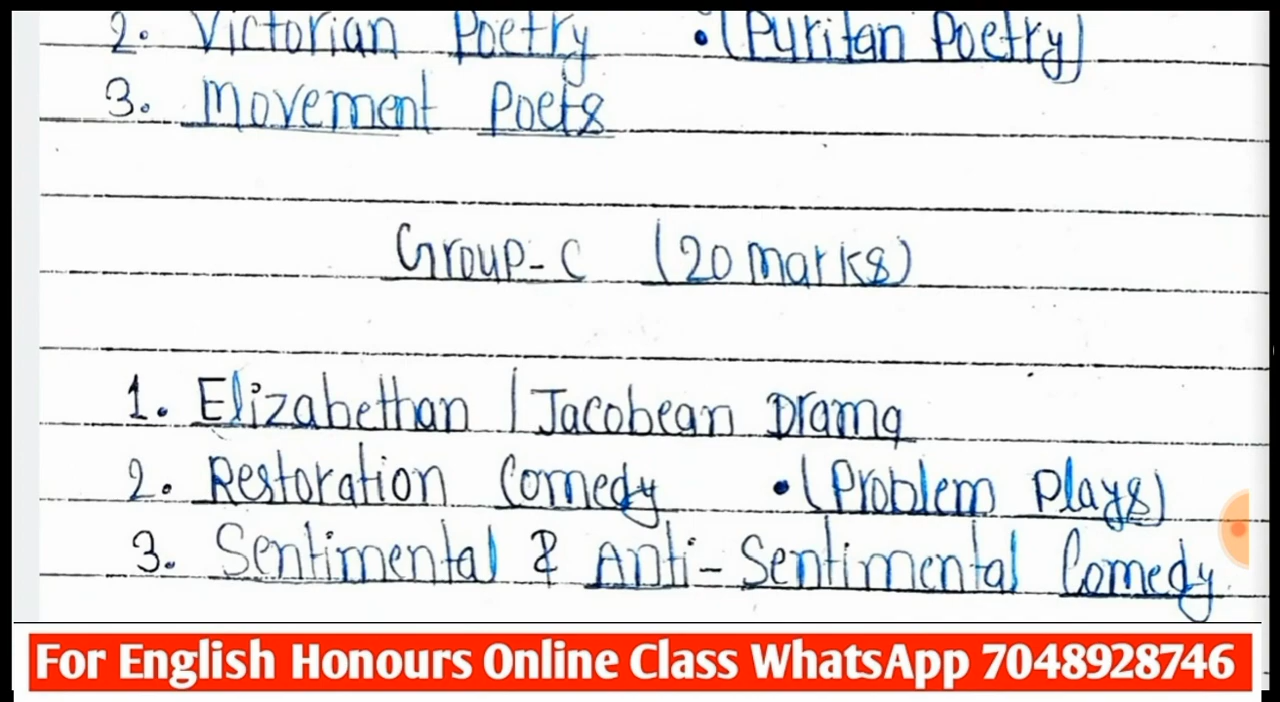 2. Victorian Poetry • (Puritan Poetry)
3. Movement Poets
Group-C (20 marks)
1. Elizabethan / Jacobean Drama
2. Restoration Comedy • (Problem Plays)
3. Sentimental & Anti-Sentimental Comedy
For English Honours Online Class WhatsApp 7048928746